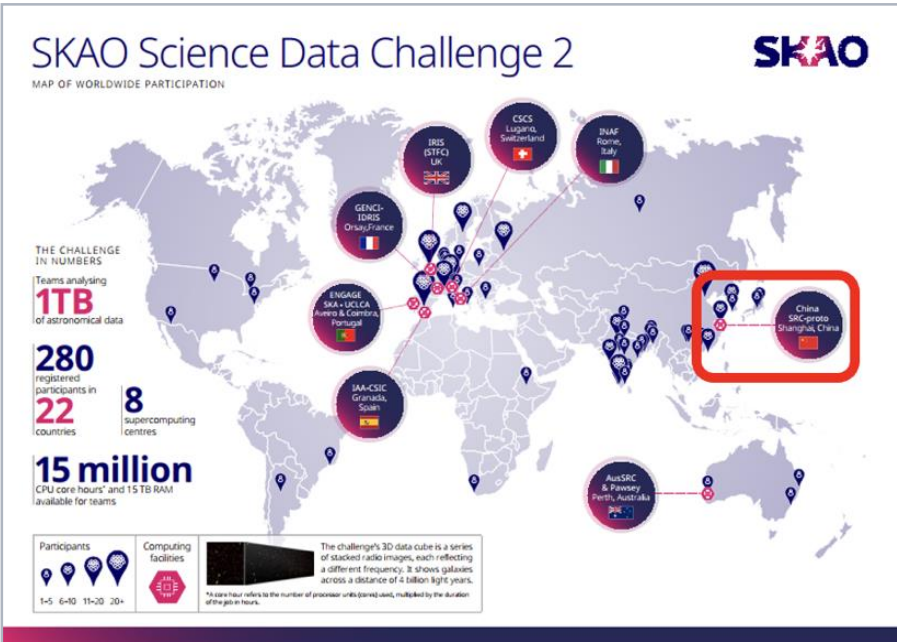 SKAO Science Data Challenge 2
SKAO
MAP OF WORLDWIDE PARTICIPATION
CSCS
Lugano,
Switzerland
INAF
Rome,
Italy
IRIS
(STFC)
UK
GENCI-
IDRIS
Orsay,France
ENGAGE
SKA - UCLCA
Aveiro & Coimbra,
Portugal
IAA-CSIC
Granada,
Spain
China
SRC-proto
Shanghai, China
AusSRC
& Pawsey
Perth, Australia
THE CHALLENGE
IN NUMBERS
Teams analysing
1TB
of astronomical data
280
registered
participants in
22
countries
8
supercomputing
centres
15 million
CPU core hours* and 15 TB RAM
available for teams
Participants
1-5 6-10 11-20 20+
Computing
facilities
The challenge's 3D data cube is a series
of stacked radio images, each reflecting
a different frequency. It shows galaxies
across a distance of 4 billion light years.
*A core hour refers to the number of processor units (cores) used, multiplied by the duration
of the job in hours.